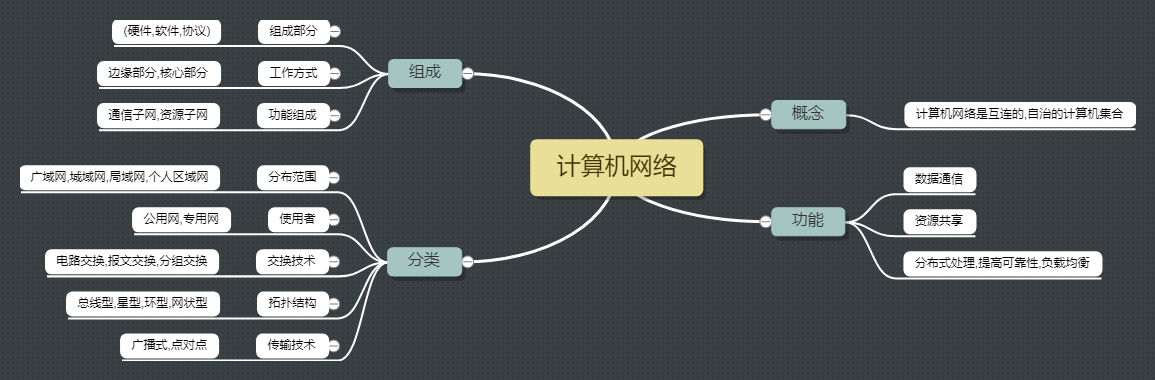 计算机网络
概念
计算机网络是互连的,自治的计算机集合
功能
数据通信
资源共享
分布式处理,提高可靠性,负载均衡
组成
组成部分
(硬件,软件,协议)
工作方式
边缘部分,核心部分
功能组成
通信子网,资源子网
分类
分布范围
广域网,城域网,局域网,个人区域网
使用者
公用网,专用网
交换技术
电路交换,报文交换,分组交换
拓扑结构
总线型,星型,环型,网状型
传输技术
广播式,点对点